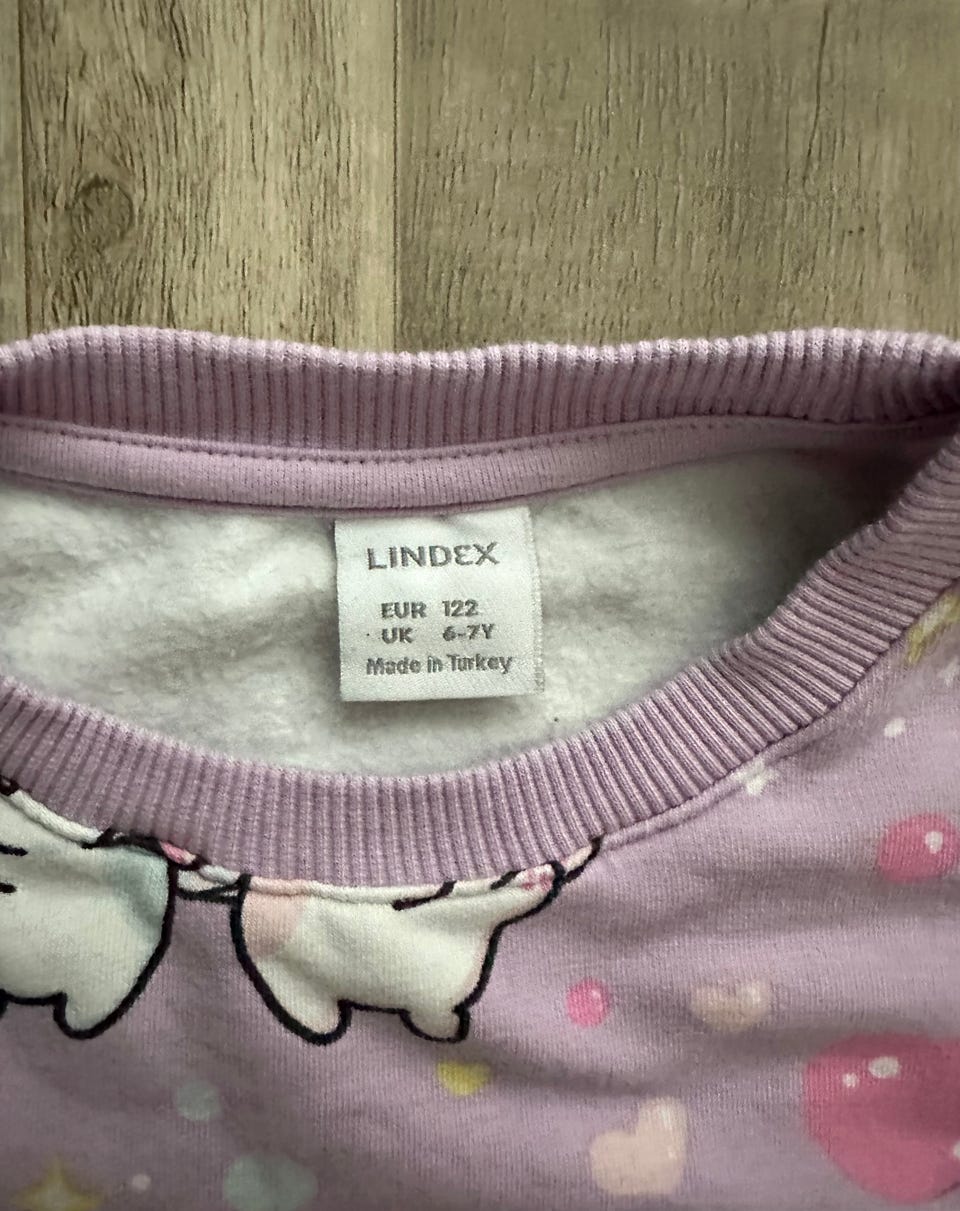 LINDEX
EUR 122
UK 6-7Y
Made in Turkey